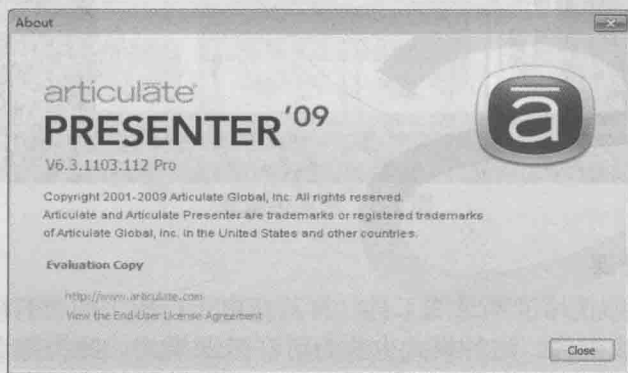 About
articulāte®
PRESENTER '09
V6.3.1103.112 Pro
ā
Copyright 2001-2009 Articulate Global, Inc. All rights reserved.
Articulate and Articulate Presenter are trademarks or registered trademarks
of Articulate Global, Inc. in the United States and other countries.
Evaluation Copy
http://www.articulate.com
View the End-User License Agreement
Close